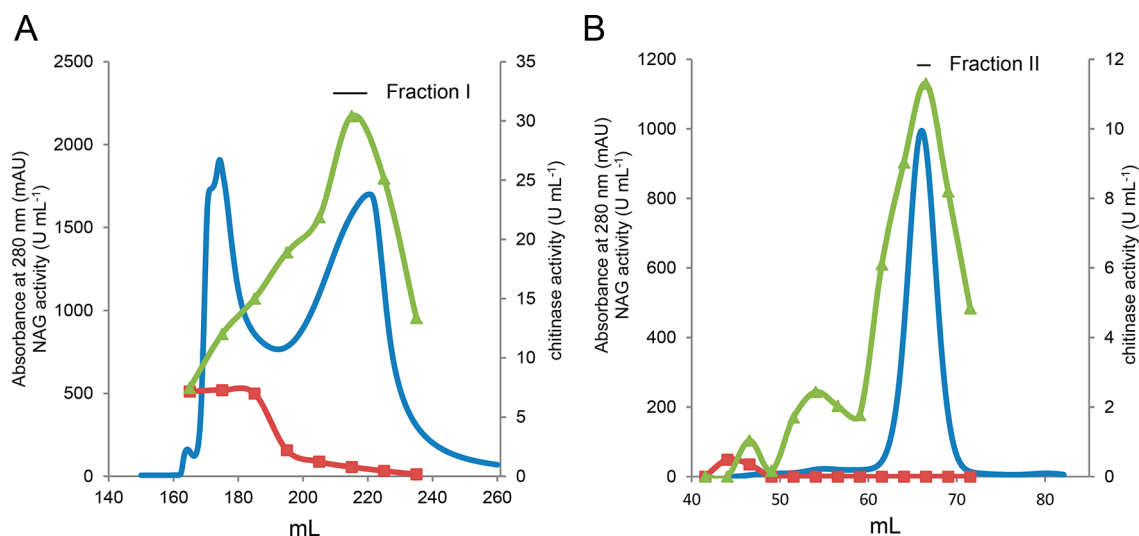 A
Fraction I
Absorbance at 280 nm (mAU)
NAG activity (U mL-1)
2500
2000
1500
1000
500
0
35
30
25
20
15
10
5
0
chitinase activity (U mL-1)
140 160 180 200 220 240 260
mL
B
Fraction II
Absorbance at 280 nm (mAU)
NAG activity (U mL-1)
1200
1000
800
600
400
200
0
12
10
8
6
4
2
0
chitinase activity (U mL-1)
40 50 60 70 80
mL